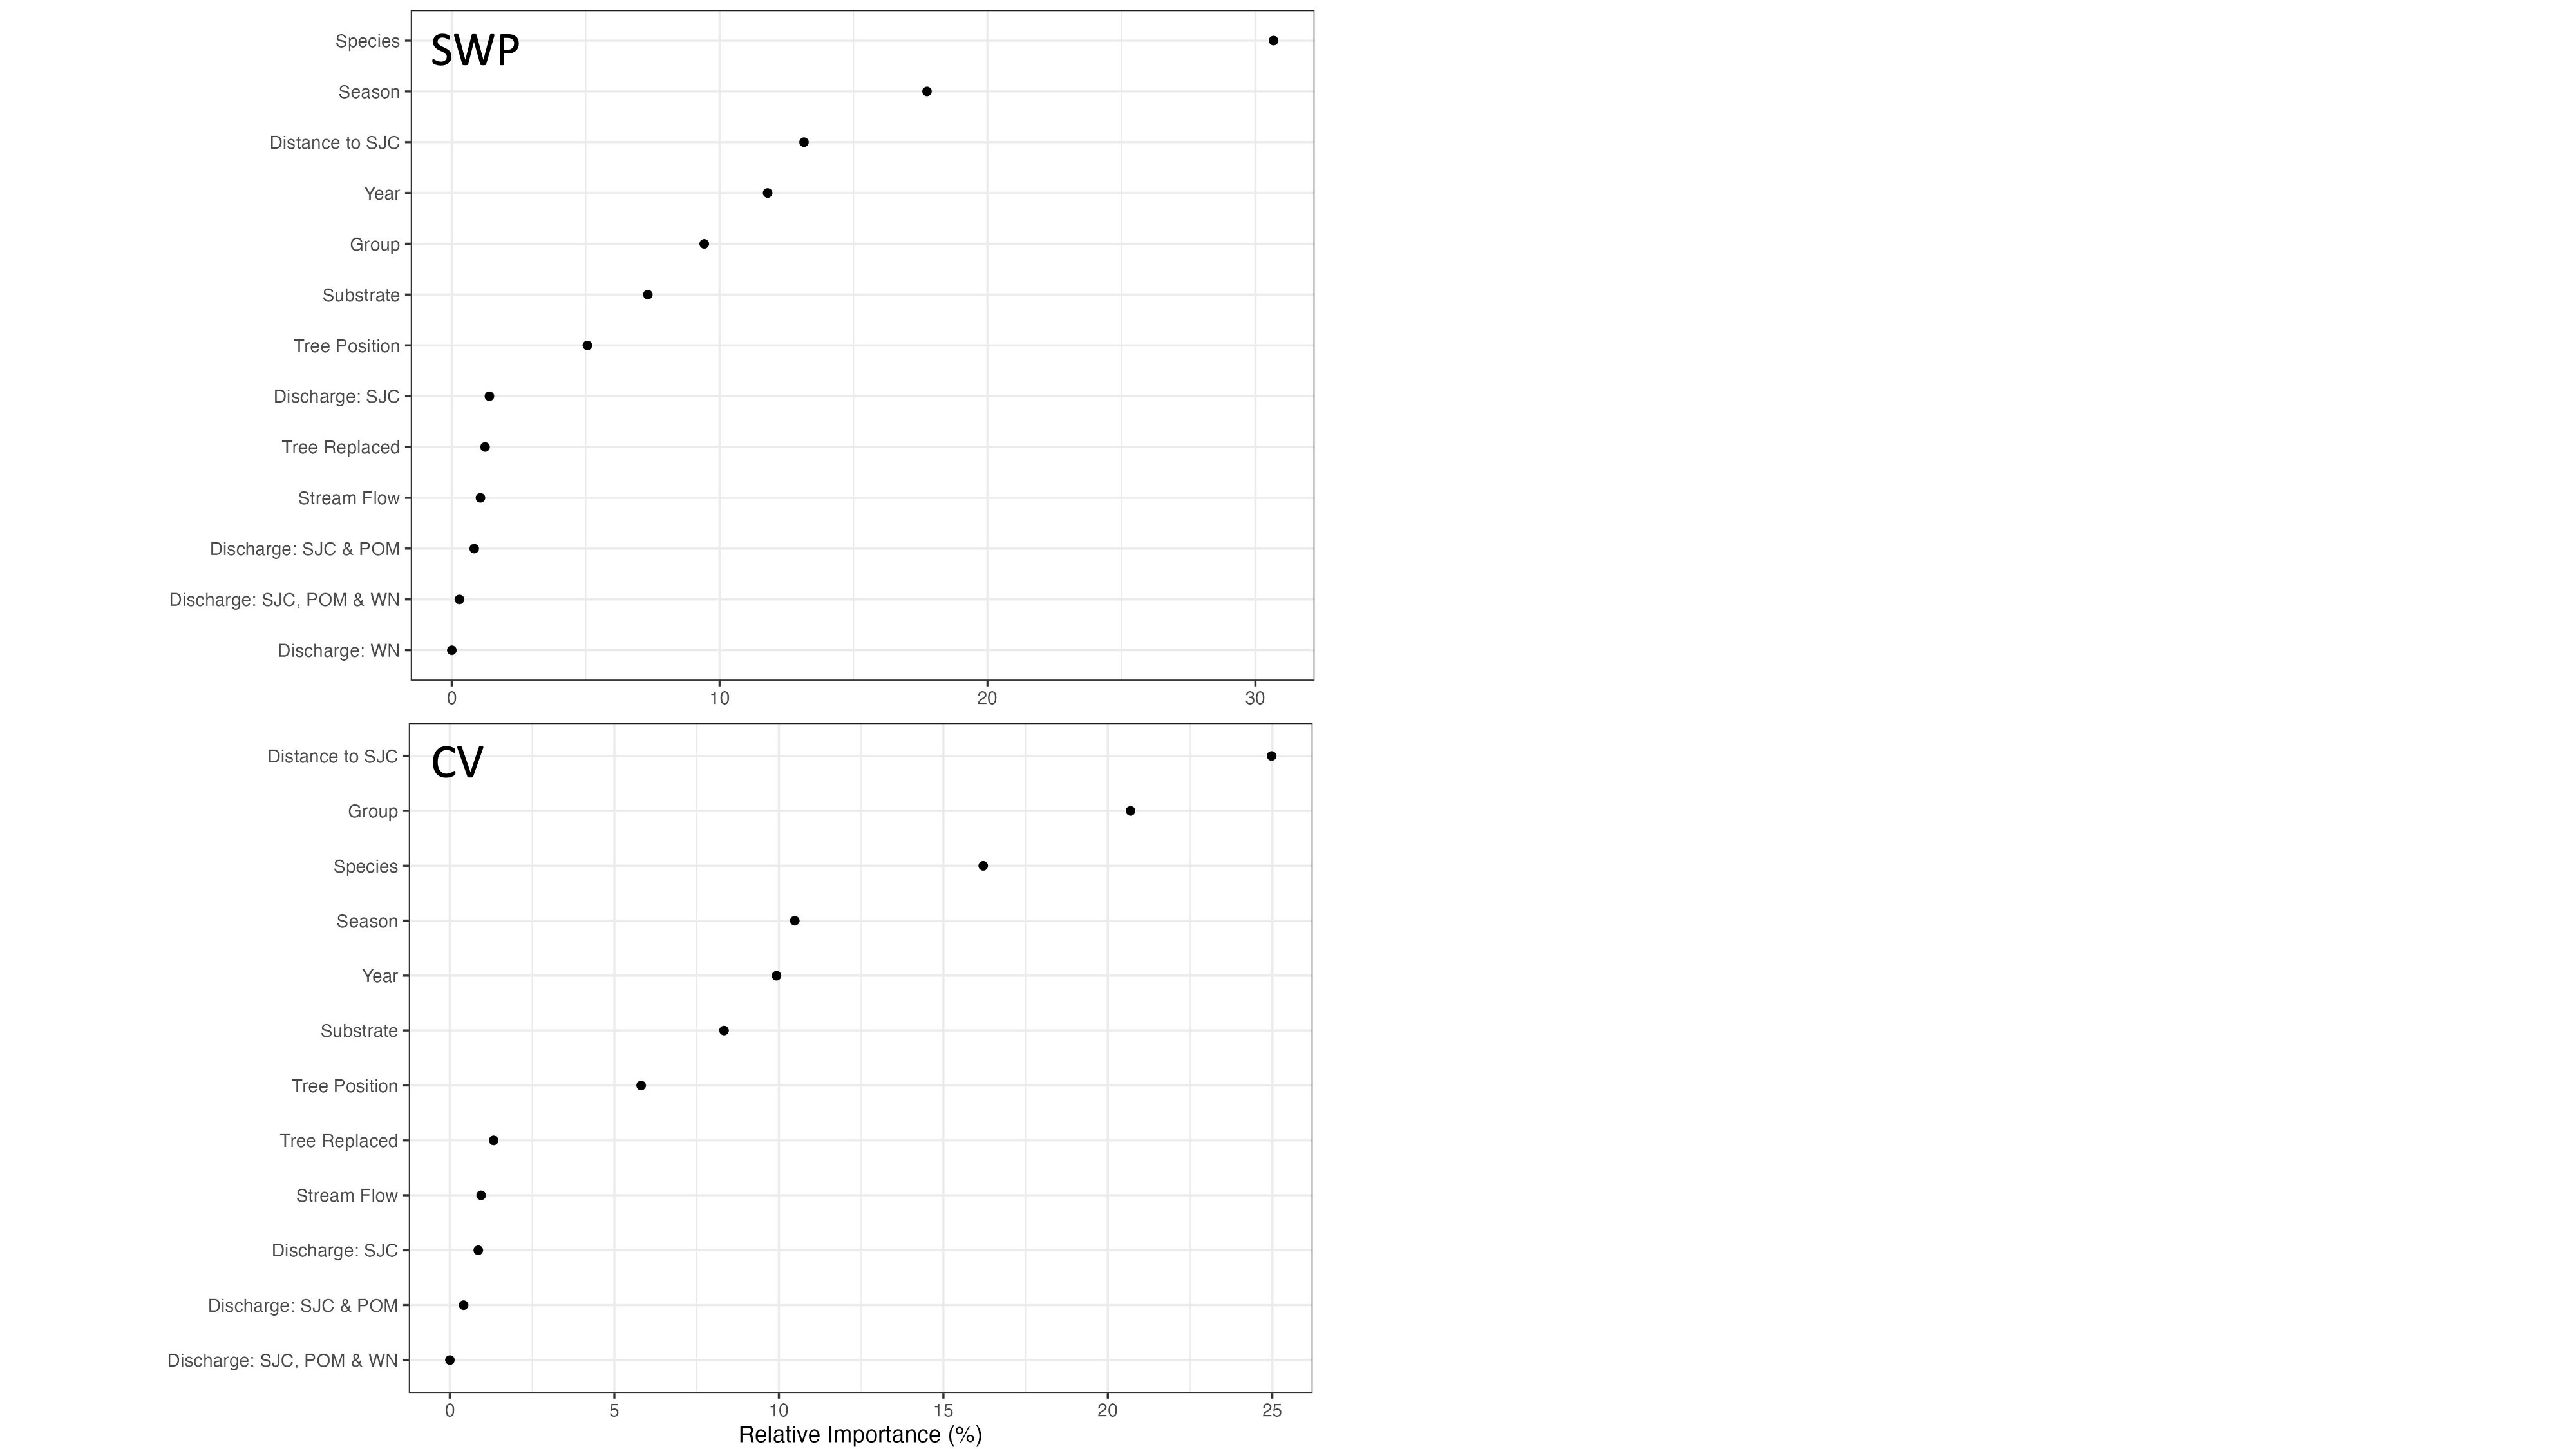 SWP
Species
Season
Distance to SJC
Year
Group
Substrate
Tree Position
Discharge: SJC
Tree Replaced
Stream Flow
Discharge: SJC & POM
Discharge: SJC, POM & WN
Discharge: WN
0 10 20 30
CV
Distance to SJC
Group
Species
Season
Year
Substrate
Tree Position
Tree Replaced
Stream Flow
Discharge: SJC
Discharge: SJC & POM
Discharge: SJC, POM & WN
0 5 10 15 20 25
Relative Importance (%)